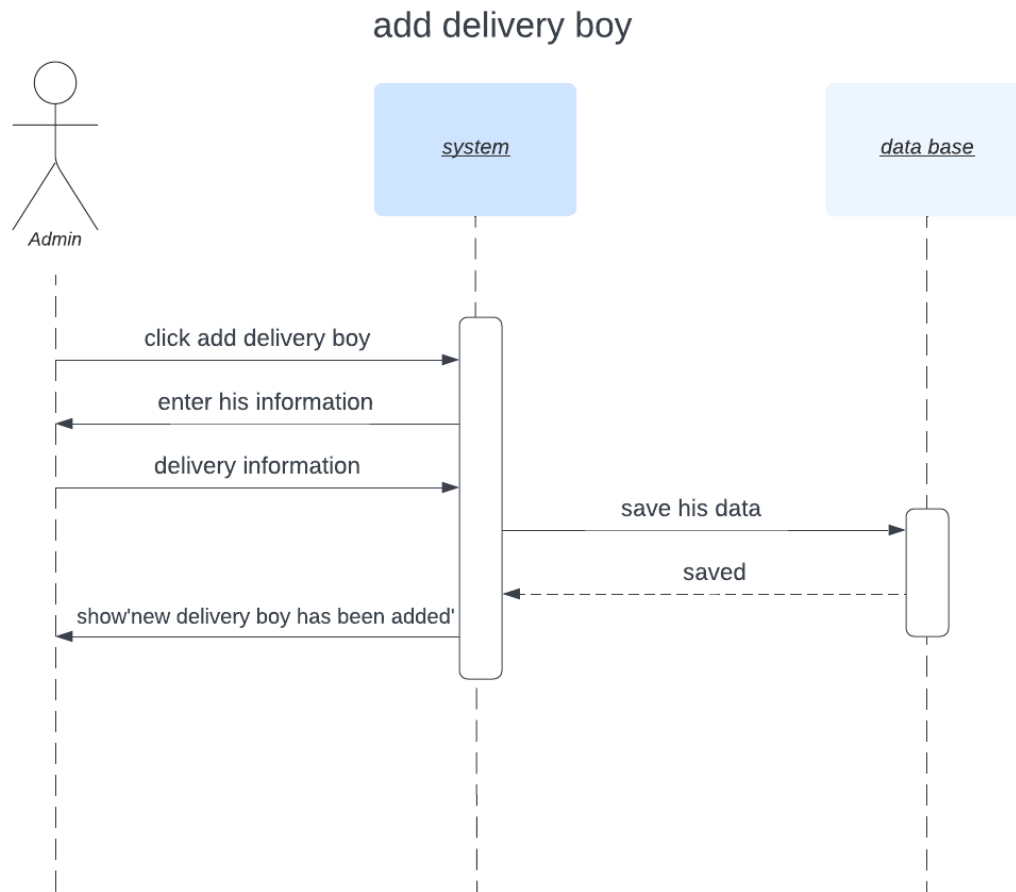 add delivery boy
system
data base
Admin
click add delivery boy
enter his information
delivery information
save his data
saved
show'new delivery boy has been added'